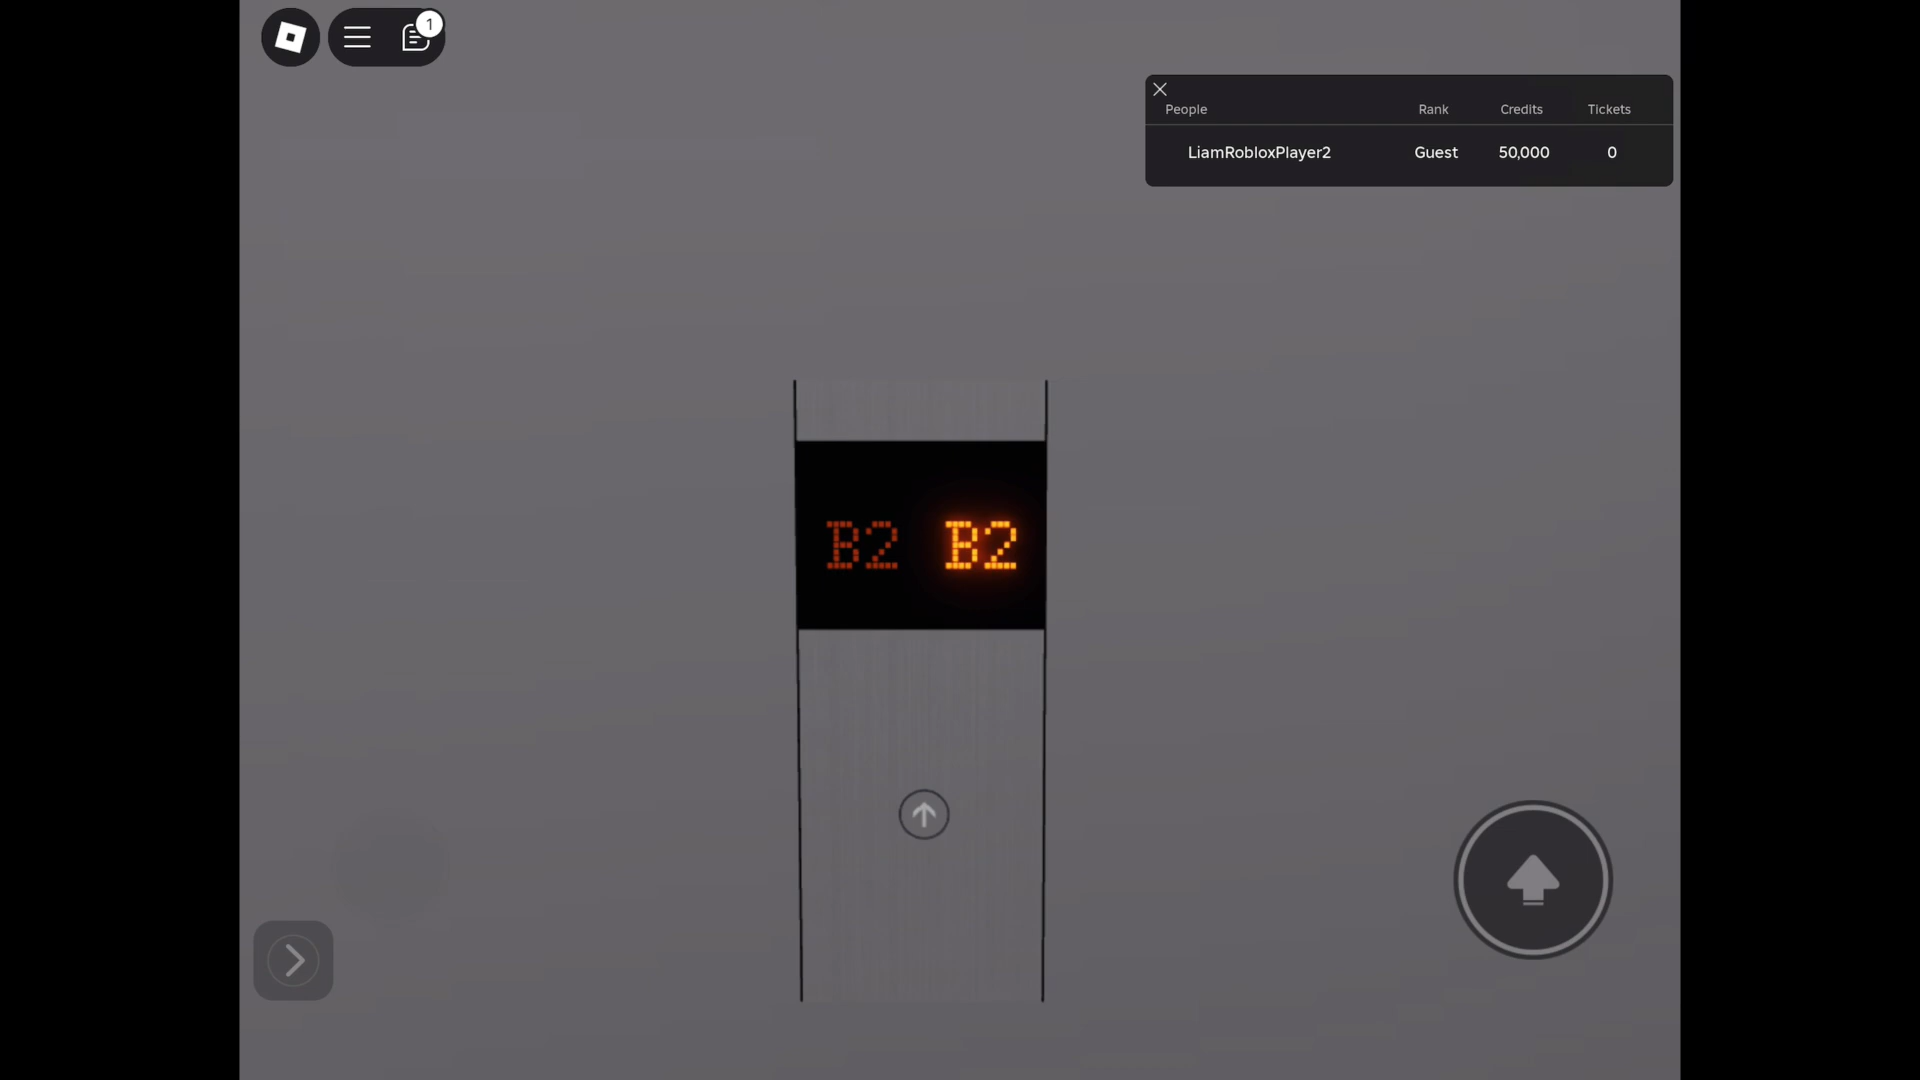 1
People Rank Credits Tickets
LiamRobloxPlayer2 Guest 50,000 0
B2 B2